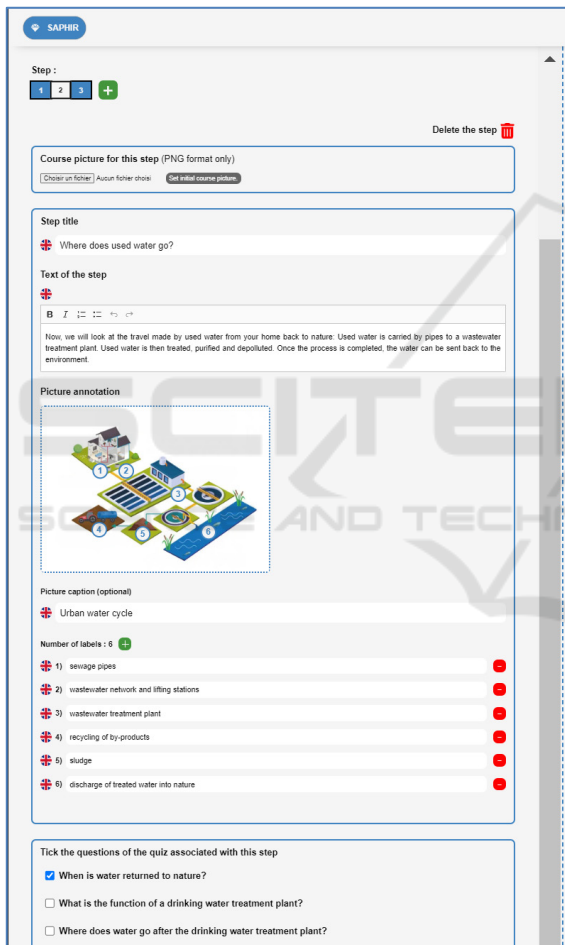 SAPHIR
Step :
1 2 3
Delete the step
Course picture for this step (PNG format only)
Choisir un fichier Aucun fichier choisi Set initial course picture.
Step title
Where does used water go?
Text of the step
B I
Now, we will look at the travel made by used water from your home back to nature: Used water is carried by pipes to a wastewater
treatment plant. Used water is then treated, purified and depolluted. Once the process is completed, the water can be sent back to the
environment.
Picture annotation
1 2
3
4 5 6
Picture caption (optional)
Urban water cycle
Number of labels : 6
1) sewage pipes
2) wastewater network and lifting stations
3) wastewater treatment plant
4) recycling of by-products
5) sludge
6) discharge of treated water into nature
Tick the questions of the quiz associated with this step
When is water returned to nature?
What is the function of a drinking water treatment plant?
Where does water go after the drinking water treatment plant?